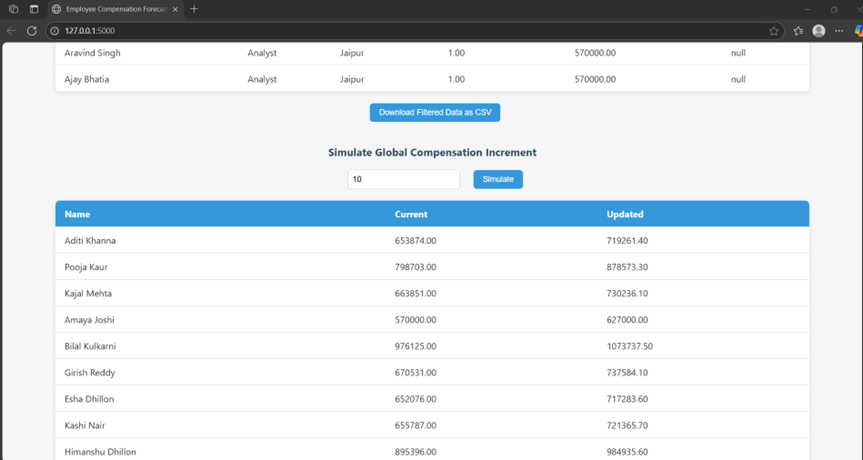 Employee Compensation Forecas
127.0.0.1:5000
Aravind Singh Analyst Jaipur 1.00 570000.00 null
Ajay Bhatia Analyst Jaipur 1.00 570000.00 null
Download Filtered Data as CSV
Simulate Global Compensation Increment
10 Simulate
Name Current Updated
Aditi Khanna 653874.00 719261.40
Pooja Kaur 798703.00 878573.30
Kajal Mehta 663851.00 730236.10
Amaya Joshi 570000.00 627000.00
Bilal Kulkarni 976125.00 1073737.50
Girish Reddy 670531.00 737584.10
Esha Dhillon 652076.00 717283.60
Kashi Nair 655787.00 721365.70
Himanshu Dhillon 895396.00 984935.60